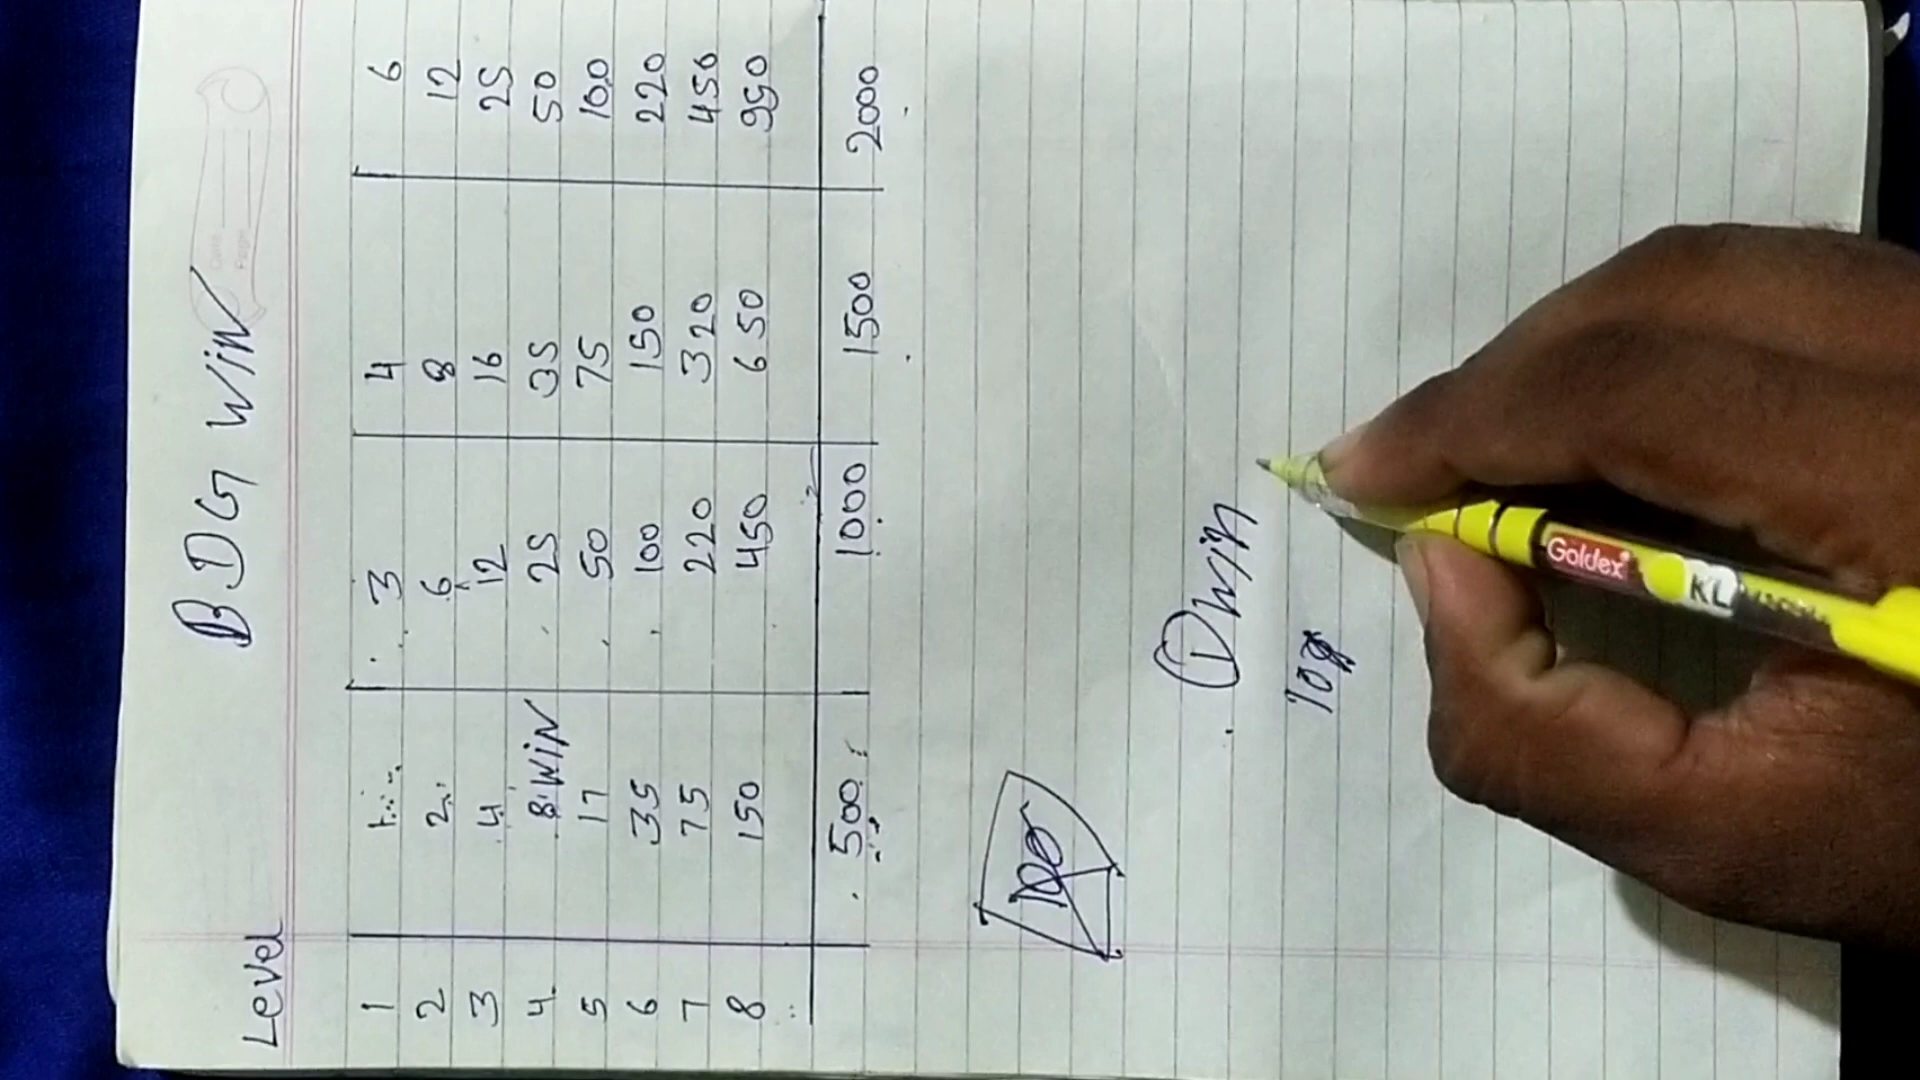 BDG WIN
Level
1 1 3 4 6
2 2 6 8 12
3 4 12 16 25
4 8 WIN 25 35 50
5 17 50 75 100
6 35 100 150 220
7 75 220 320 450
8 150 450 650 950
500 1000 1500 2000
100
① win
Goldex
KL